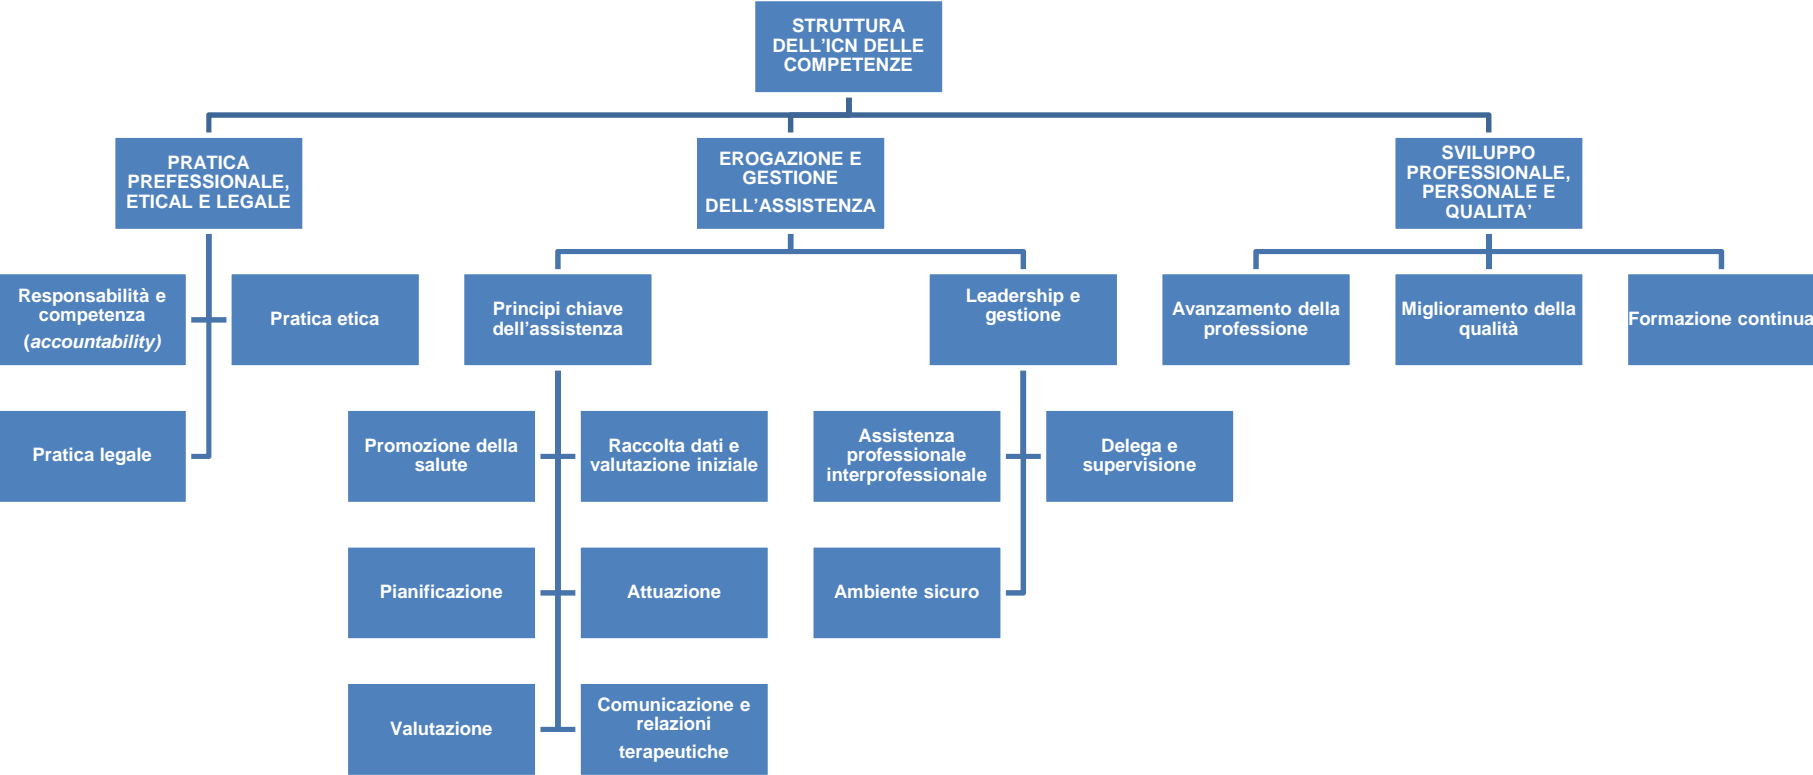 STRUTTURA
DELL’ICN DELLE
COMPETENZE
PRATICA
PREFESSIONALE,
ETICAL E LEGALE
EROGAZIONE E
GESTIONE
DELL’ASSISTENZA
SVILUPPO
PROFESSIONALE,
PERSONALE E
QUALITA’
Responsabilità e
competenza
(accountability)
Pratica etica
Principi chiave
dell’assistenza
Leadership e
gestione
Avanzamento della
professione
Miglioramento della
qualità
Formazione continua
Pratica legale
Promozione della
salute
Raccolta dati e
valutazione iniziale
Assistenza
professionale
interprofessionale
Delega e
supervisione
Pianificazione
Attuazione
Ambiente sicuro
Valutazione
Comunicazione e
relazioni
terapeutiche